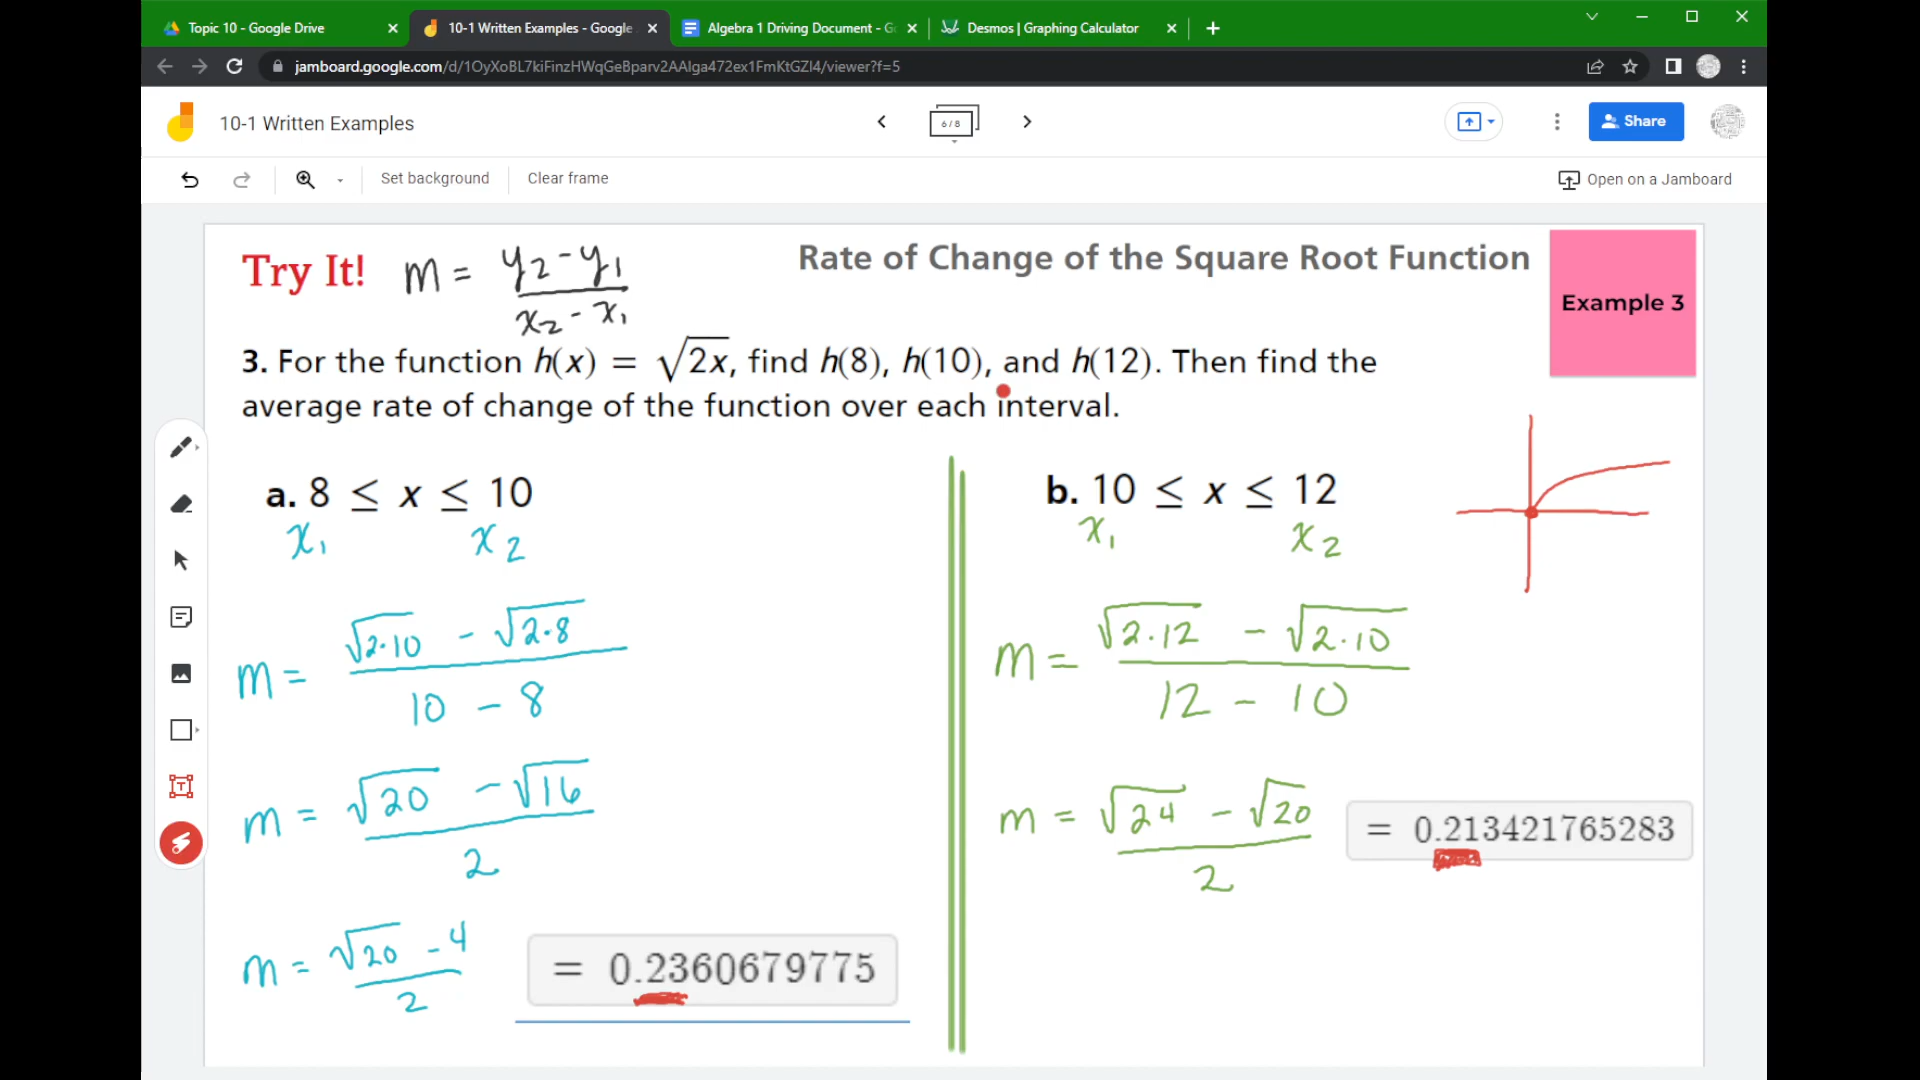 Topic 10 - Google Drive
10-1 Written Examples - Google
Algebra 1 Driving Document - G
Desmos | Graphing Calculator
jamboard.google.com/d/1OyXoBL7kiFinzHWqGeBparv2AAIga472ex1FmKtGZl4/viewer?f=5
10-1 Written Examples
6 / 8
Share
Set background
Clear frame
Open on a Jamboard
Try It!
m = y₂ - y₁ / x₂ - x₁
Rate of Change of the Square Root Function
Example 3
3. For the function h(x) = √2x, find h(8), h(10), and h(12). Then find the
average rate of change of the function over each interval.
a. 8 ≤ x ≤ 10
x₁ x₂
m = √2·10 - √2·8 / 10 - 8
m = √20 - √16 / 2
m = √20 - 4 / 2
= 0.2360679775
b. 10 ≤ x ≤ 12
x₁ x₂
m = √2·12 - √2·10 / 12 - 10
m = √24 - √20 / 2
= 0.213421765283